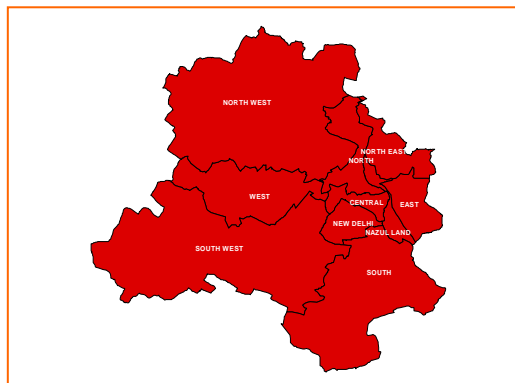 NORTH WEST
NORTH EAST
NORTH
WEST
CENTRAL
EAST
NEW DELHI
NAZUL LAND
SOUTH WEST
SOUTH